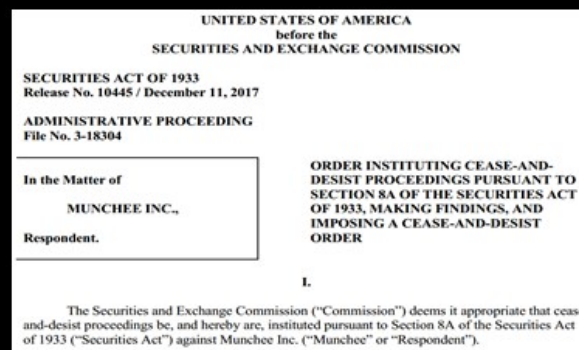 UNITED STATES OF AMERICA
before the
SECURITIES AND EXCHANGE COMMISSION
SECURITIES ACT OF 1933
Release No. 10445 / December 11, 2017
ADMINISTRATIVE PROCEEDING
File No. 3-18304
In the Matter of
MUNCHEE INC.,
Respondent.
ORDER INSTITUTING CEASE-AND-
DESIST PROCEEDINGS PURSUANT TO
SECTION 8A OF THE SECURITIES ACT
OF 1933, MAKING FINDINGS, AND
IMPOSING A CEASE-AND-DESIST
ORDER
I.
The Securities and Exchange Commission (“Commission”) deems it appropriate that cease
and-desist proceedings be, and hereby are, instituted pursuant to Section 8A of the Securities Act
of 1933 (“Securities Act”) against Munchee Inc. (“Munchee” or “Respondent”).